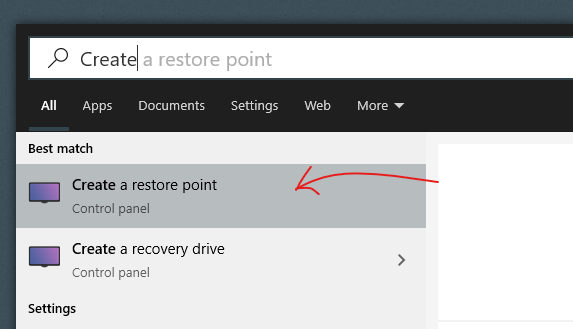 Create a restore point
All Apps Documents Settings Web More
Best match
Create a restore point
Control panel
Create a recovery drive
Control panel
Settings